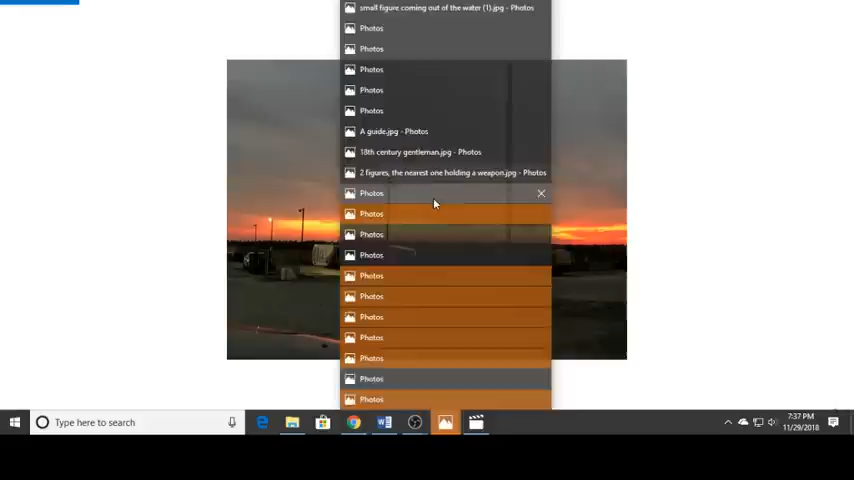 small figure coming out of the water (1).jpg - Photos
Photos
Photos
Photos
Photos
Photos
A guide.jpg - Photos
18th century gentleman.jpg - Photos
2 figures, the nearest one holding a weapon.jpg - Photos
Photos
Photos
Photos
Photos
Photos
Photos
Photos
Photos
Photos
Photos
Photos
Type here to search
7:37 PM
11/29/2018